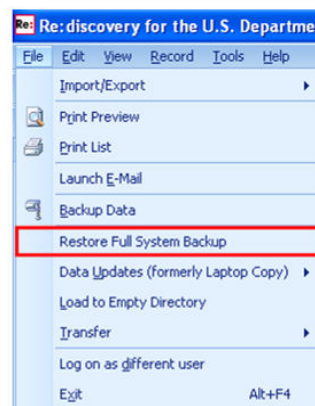 Re: Re:discovery for the U.S. Departme
File Edit View Record Tools Help
Import/Export
Print Preview
Print List
Launch E-Mail
Backup Data
Restore Full System Backup
Data Updates (formerly Laptop Copy)
Load to Empty Directory
Transfer
Log on as different user
Exit Alt+F4